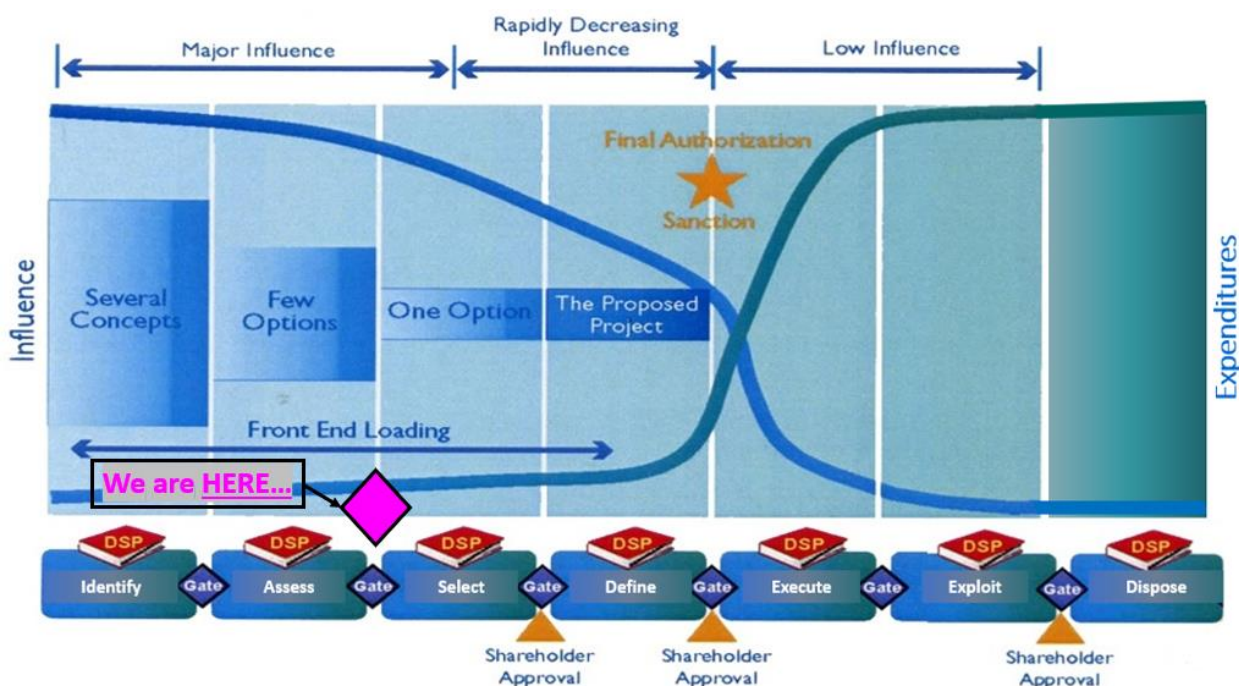 Rapidly Decreasing
Influence
Major Influence
Low Influence
Final Authorization
Sanction
Several
Concepts
Few
Options
One Option
The Proposed
Project
Influence
Expenditures
Front End Loading
We are HERE...
DSP
DSP
DSP
DSP
DSP
DSP
DSP
Identify
Gate
Assess
Gate
Select
Gate
Define
Gate
Execute
Gate
Exploit
Gate
Dispose
Shareholder
Approval
Shareholder
Approval
Shareholder
Approval